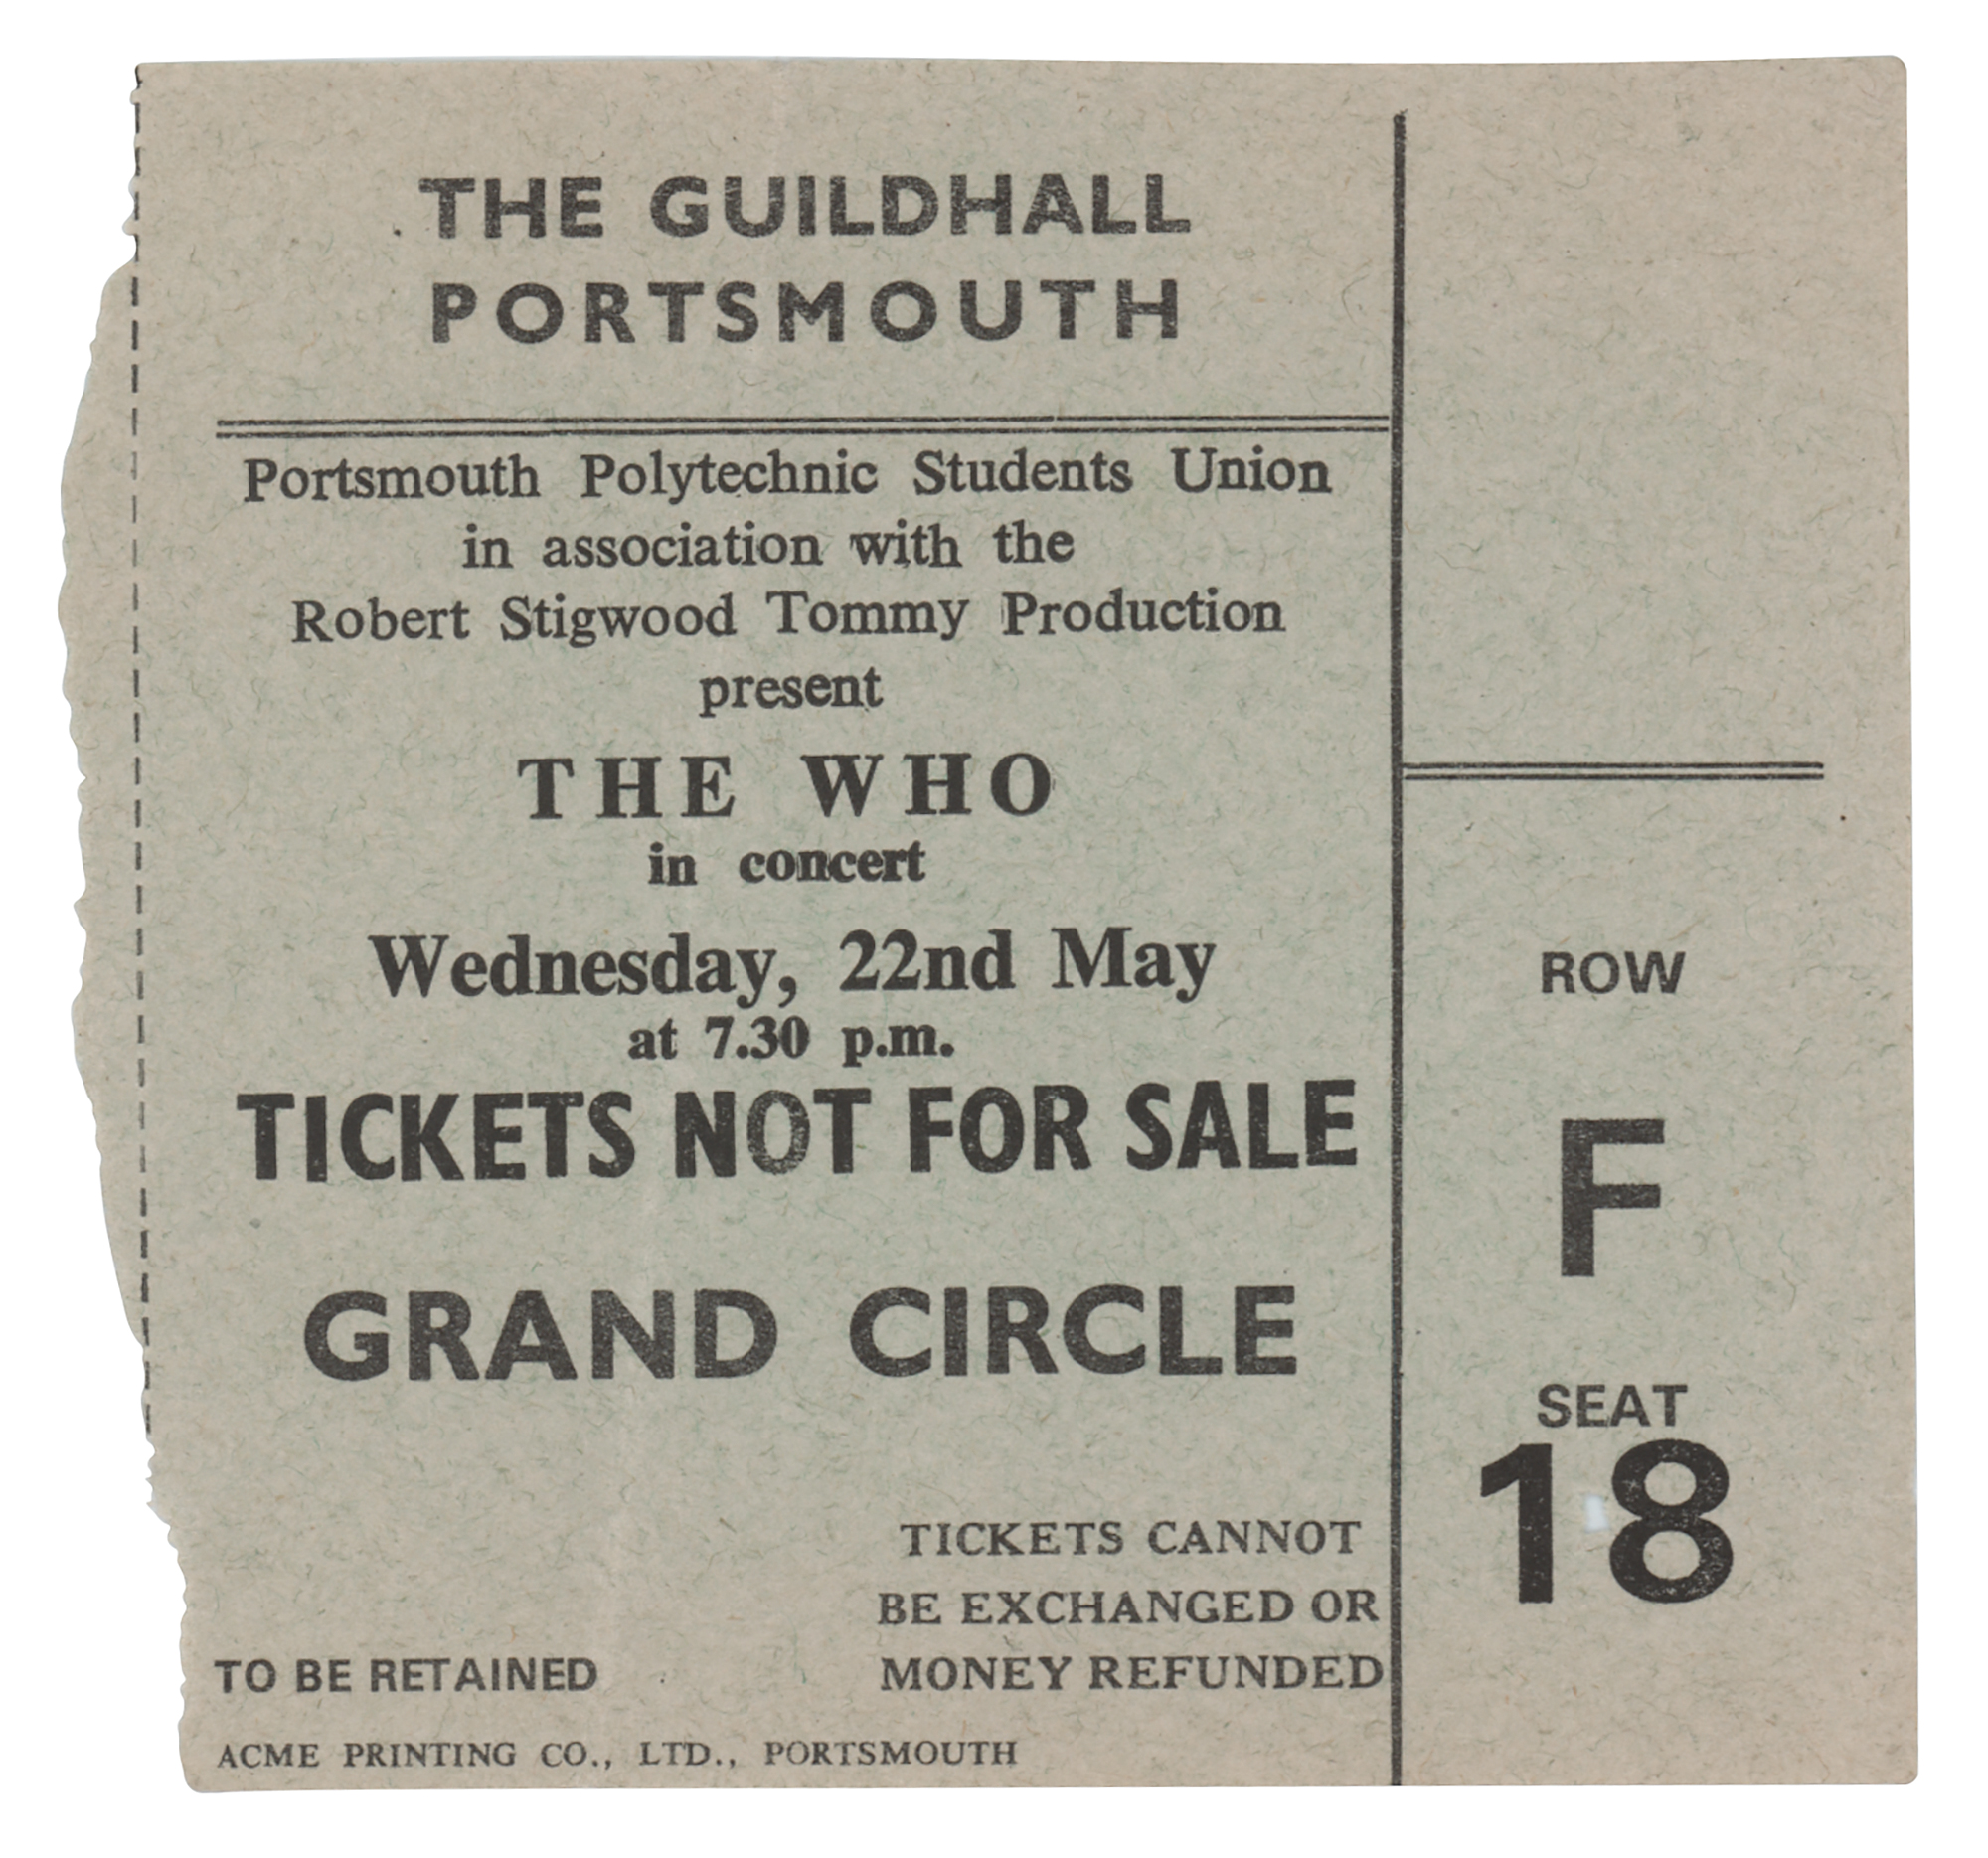 THE GUILDHALL
PORTSMOUTH
Portsmouth Polytechnic Students Union
in association with the
Robert Stigwood Tommy Production
present
THE WHO
in concert
Wednesday, 22nd May
at 7.30 p.m.
TICKETS NOT FOR SALE
GRAND CIRCLE
TICKETS CANNOT
BE EXCHANGED OR
MONEY REFUNDED
TO BE RETAINED
ACME PRINTING CO., LTD., PORTSMOUTH
ROW
F
SEAT
18